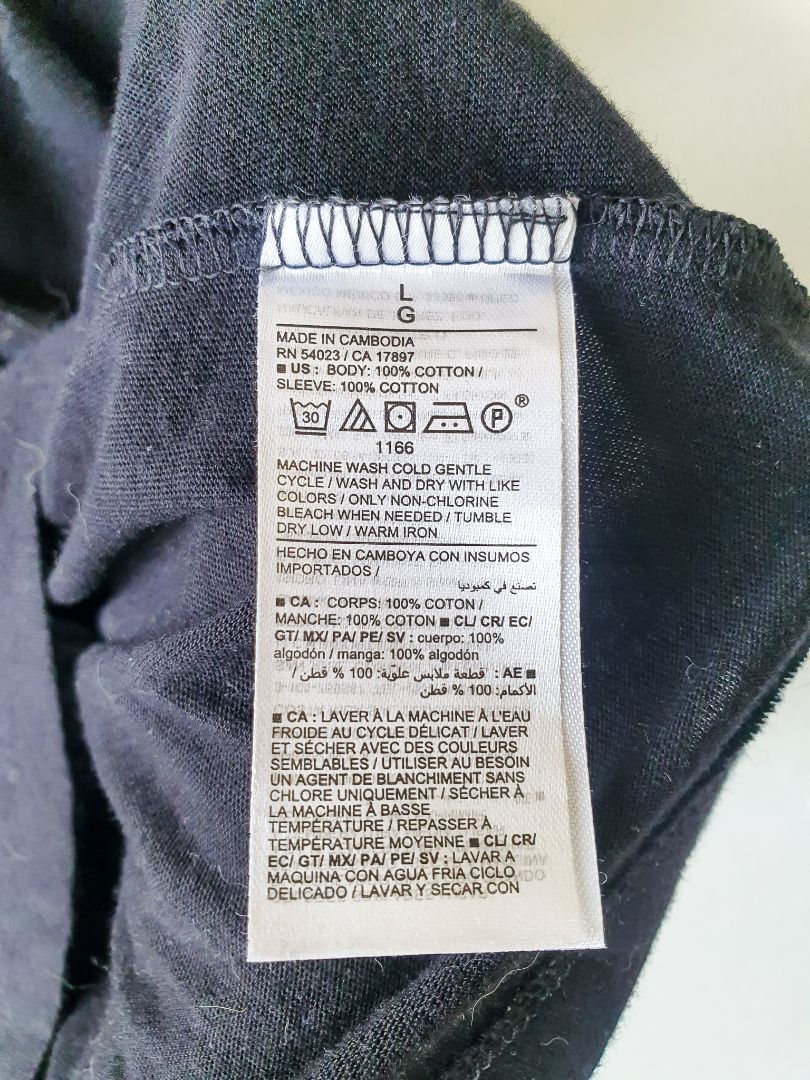 L
G
MADE IN CAMBODIA
RN 54023 / CA 17897
■ US : BODY: 100% COTTON /
SLEEVE: 100% COTTON
30 P ®
1166
MACHINE WASH COLD GENTLE
CYCLE / WASH AND DRY WITH LIKE
COLORS / ONLY NON-CHLORINE
BLEACH WHEN NEEDED / TUMBLE
DRY LOW / WARM IRON
HECHO EN CAMBOYA CON INSUMOS
IMPORTADOS /
تصنع في كمبوديا
■ CA : CORPS: 100% COTON /
MANCHE: 100% COTON ■ CL/ CR/ EC/
GT/ MX/ PA/ PE/ SV : cuerpo: 100%
algodón / manga: 100% algodón
■ AE : قطعة ملابس علويّة: 100 % قطن /
الأكمام: 100 % قطن
■ CA : LAVER À LA MACHINE À L'EAU
FROIDE AU CYCLE DÉLICAT / LAVER
ET SÉCHER AVEC DES COULEURS
SEMBLABLES / UTILISER AU BESOIN
UN AGENT DE BLANCHIMENT SANS
CHLORE UNIQUEMENT / SÉCHER À
LA MACHINE À BASSE
TEMPÉRATURE / REPASSER À
TEMPÉRATURE MOYENNE ■ CL/ CR/
EC/ GT/ MX/ PA/ PE/ SV : LAVAR A
MÁQUINA CON AGUA FRIA CICLO
DELICADO / LAVAR Y SECAR CON